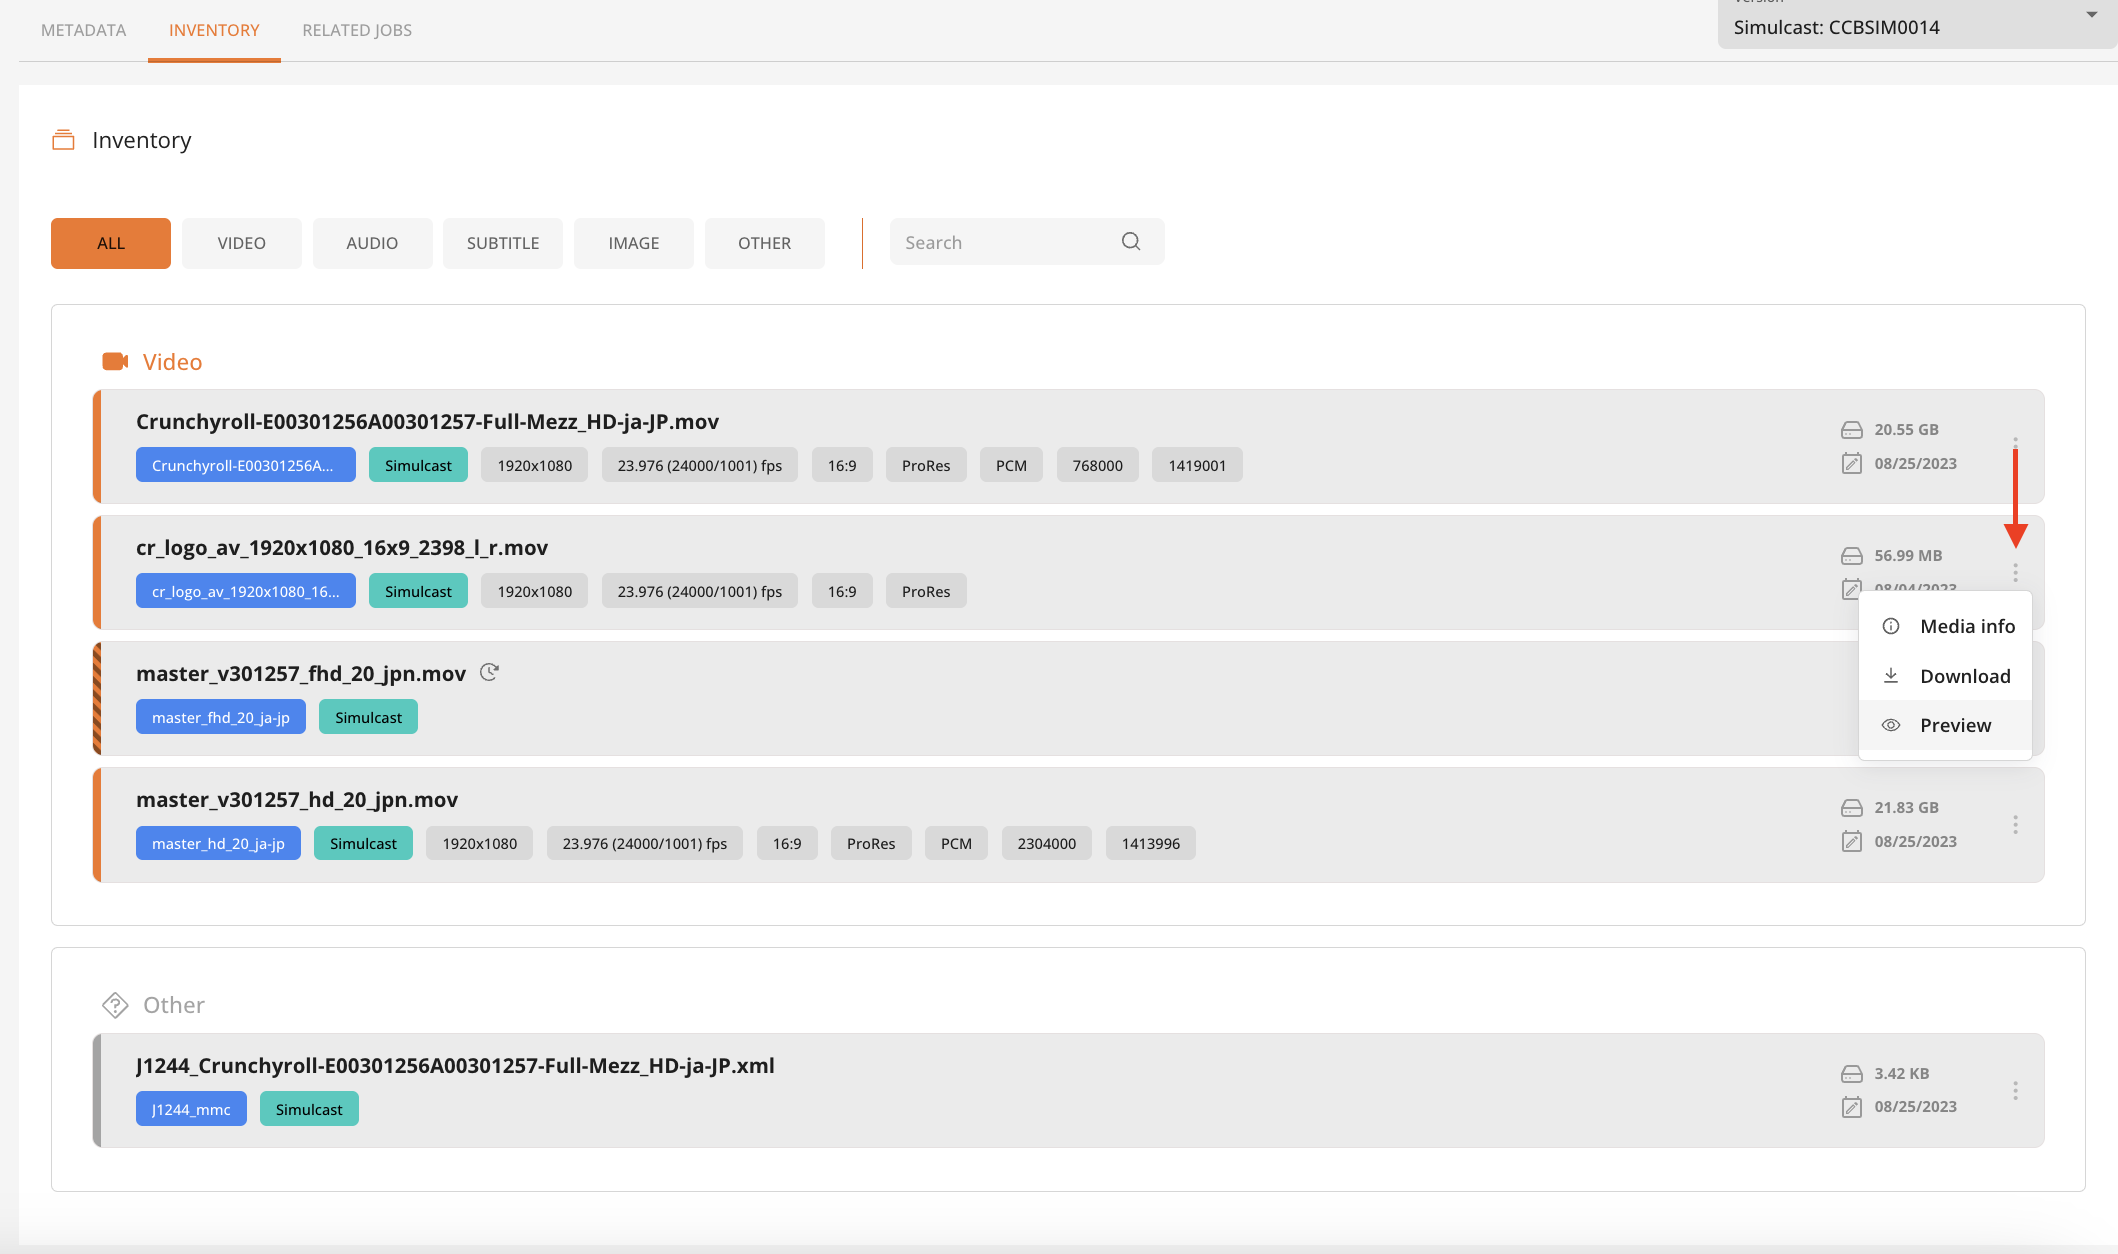 METADATA INVENTORY RELATED JOBS
Simulcast: CCBSIM0014
Inventory
ALL VIDEO AUDIO SUBTITLE IMAGE OTHER Search
Video
Crunchyroll-E00301256A00301257-Full-Mezz_HD-ja-JP.mov
20.55 GB
Crunchyroll-E00301256A... Simulcast 1920x1080 23.976 (24000/1001) fps 16:9 ProRes PCM 768000 1419001
08/25/2023
cr_logo_av_1920x1080_16x9_2398_l_r.mov
56.99 MB
cr_logo_av_1920x1080_16... Simulcast 1920x1080 23.976 (24000/1001) fps 16:9 ProRes
08/04/2023
Media info
Download
Preview
master_v301257_fhd_20_jpn.mov
master_fhd_20_ja-jp Simulcast
master_v301257_hd_20_jpn.mov
21.83 GB
master_hd_20_ja-jp Simulcast 1920x1080 23.976 (24000/1001) fps 16:9 ProRes PCM 2304000 1413996
08/25/2023
Other
J1244_Crunchyroll-E00301256A00301257-Full-Mezz_HD-ja-JP.xml
3.42 KB
J1244_mmc Simulcast
08/25/2023